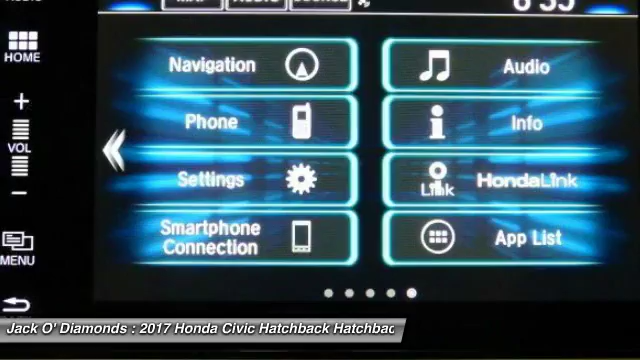 HOME
+
VOL
−
MENU
Navigation
Audio
Phone
Info
Settings
Link
HondaLink
Smartphone
Connection
App List
Jack O' Diamonds : 2017 Honda Civic Hatchback Hatchbac